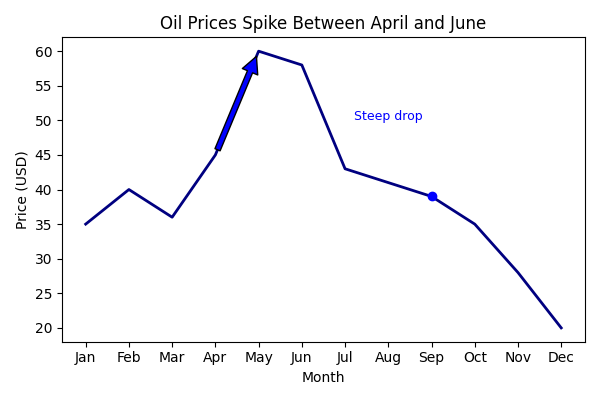 Oil Prices Spike Between April and June
Price (USD)
60
55
50
45
40
35
30
25
20
Steep drop
Jan Feb Mar Apr May Jun Jul Aug Sep Oct Nov Dec
Month